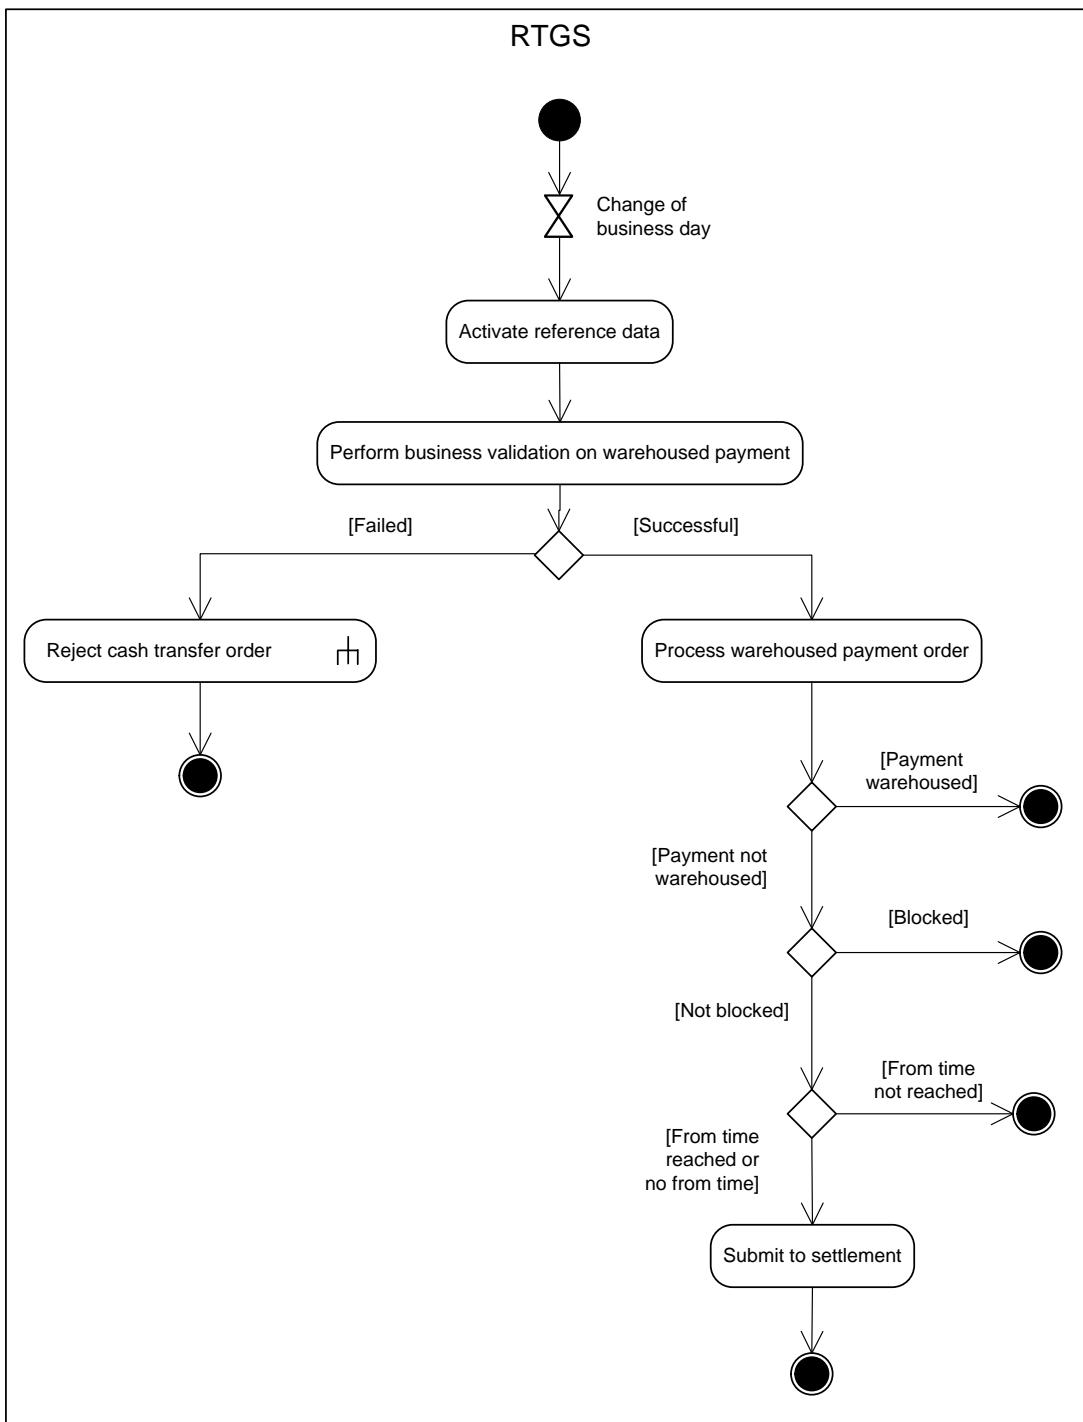 RTGS
Change of
business day
Activate reference data
Perform business validation on warehoused payment
[Failed]
[Successful]
Reject cash transfer order
Process warehoused payment order
[Payment
warehoused]
[Payment not
warehoused]
[Blocked]
[Not blocked]
[From time
not reached]
[From time
reached or
no from time]
Submit to settlement